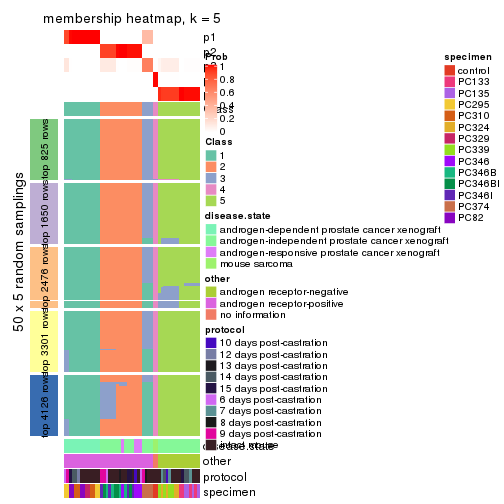 membership heatmap, k = 5
p1
p2
Prob
1
0.8
0.6
0.4
0.2
0
Class
1
2
3
4
5
disease.state
androgen-dependent prostate cancer xenograft
androgen-independent prostate cancer xenograft
androgen-responsive prostate cancer xenograft
mouse sarcoma
other
androgen receptor-negative
androgen receptor-positive
no information
protocol
10 days post-castration
12 days post-castration
13 days post-castration
14 days post-castration
15 days post-castration
6 days post-castration
7 days post-castration
8 days post-castration
9 days post-castration
intact mouse
specimen
control
PC133
PC135
PC295
PC310
PC324
PC329
PC339
PC346
PC346B
PC346BI
PC346I
PC374
PC82
50 x 5 random samplings
top 825 rows
top 1650 rows
top 2476 rows
top 3301 rows
top 4126 rows
disease.state
other
protocol
specimen